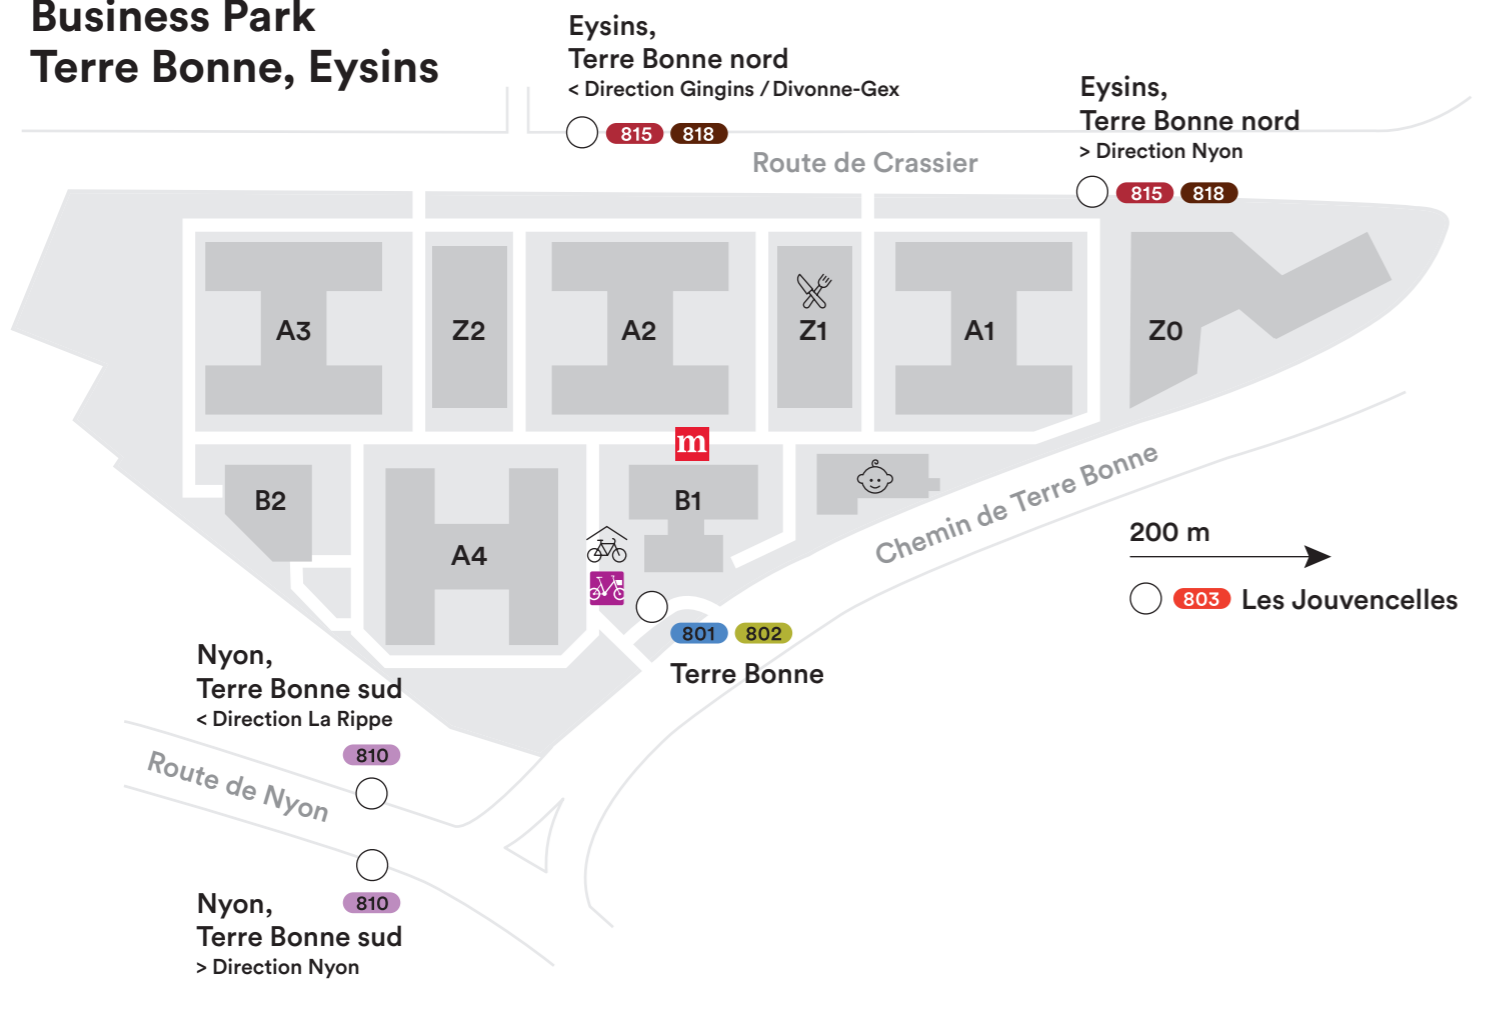 Business Park
Terre Bonne, Eysins
Eysins,
Terre Bonne nord
< Direction Gingins / Divonne-Gex
815 818
Eysins,
Terre Bonne nord
> Direction Nyon
815 818
Route de Crassier
A3
Z2
A2
Z1
A1
Z0
m
B2
A4
B1
Chemin de Terre Bonne
200 m
803 Les Jouvencelles
801 802
Terre Bonne
Nyon,
Terre Bonne sud
< Direction La Rippe
810
Route de Nyon
810
Nyon,
Terre Bonne sud
> Direction Nyon